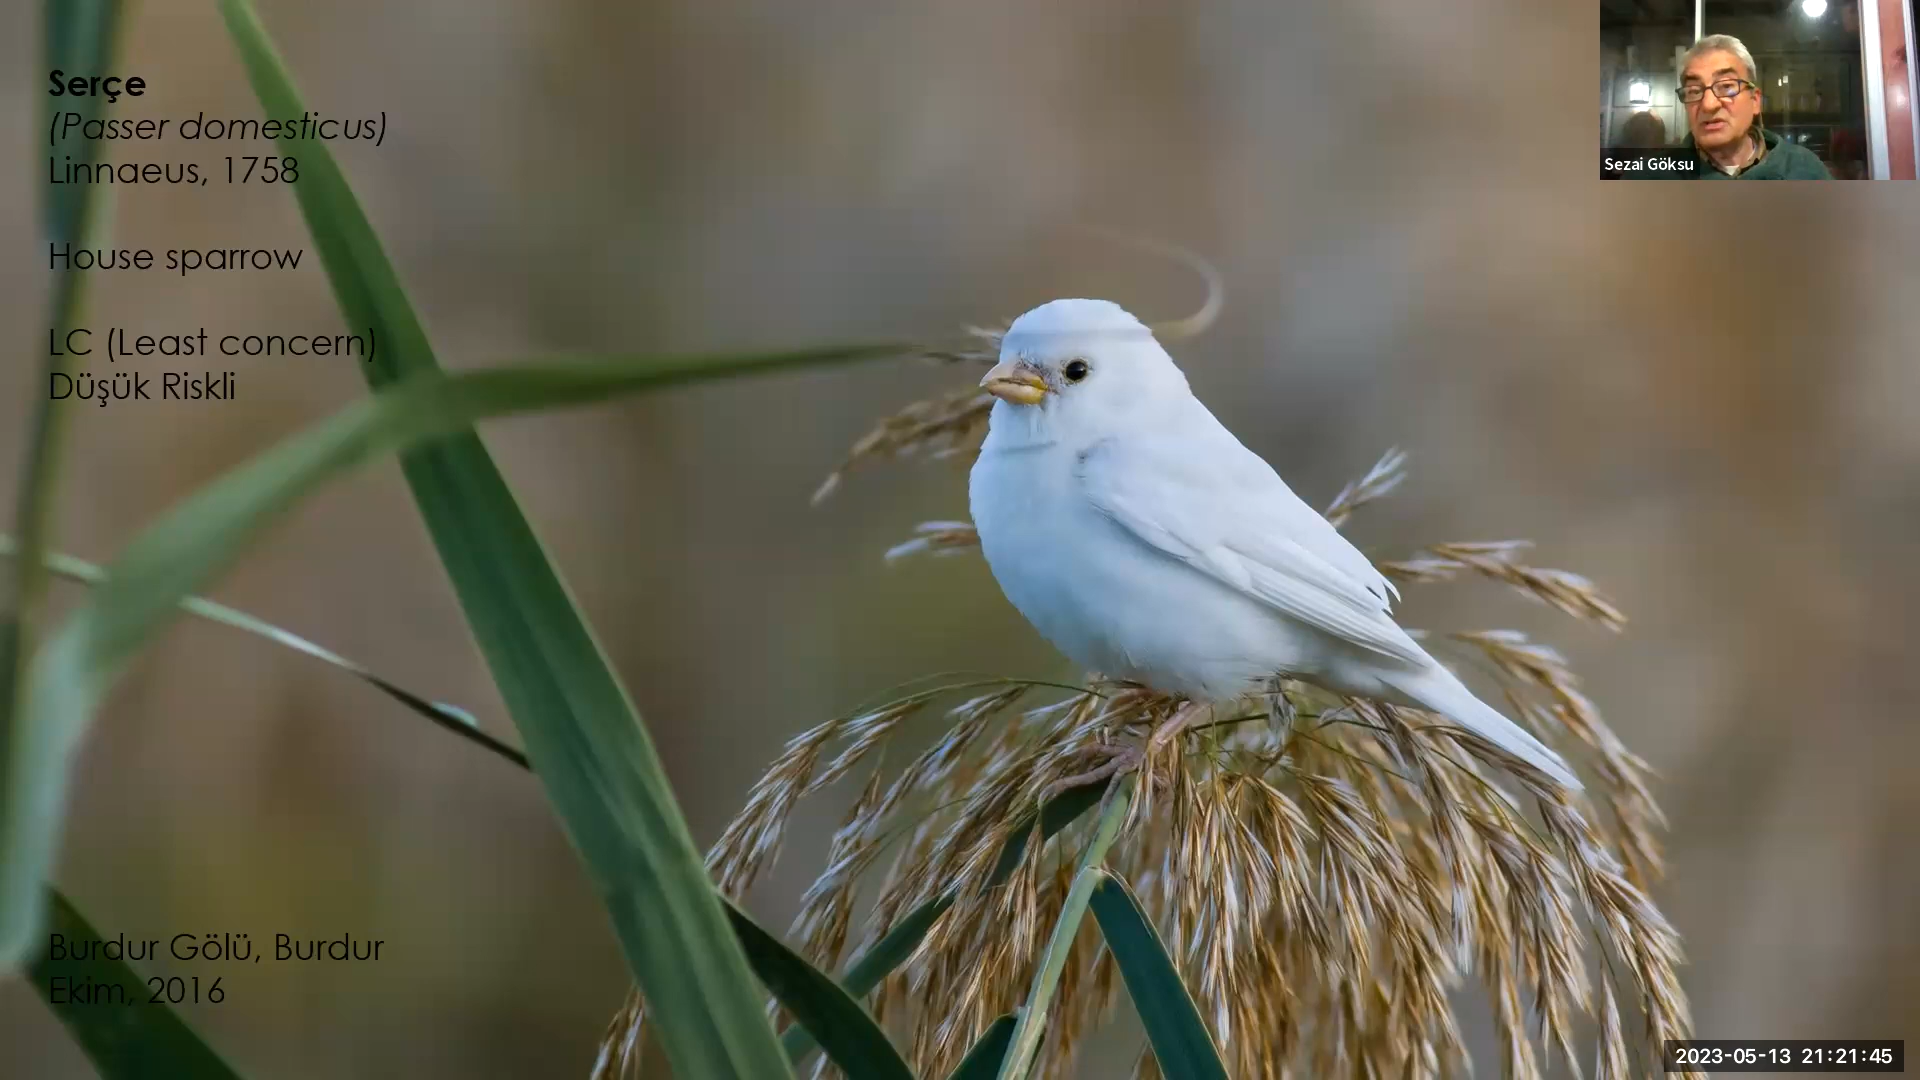 Serçe
(Passer domesticus)
Linnaeus, 1758
House sparrow
LC (Least concern)
Düşük Riskli
Burdur Gölü, Burdur
Ekim, 2016
Sezai Göksu
2023-05-13 21:21:45